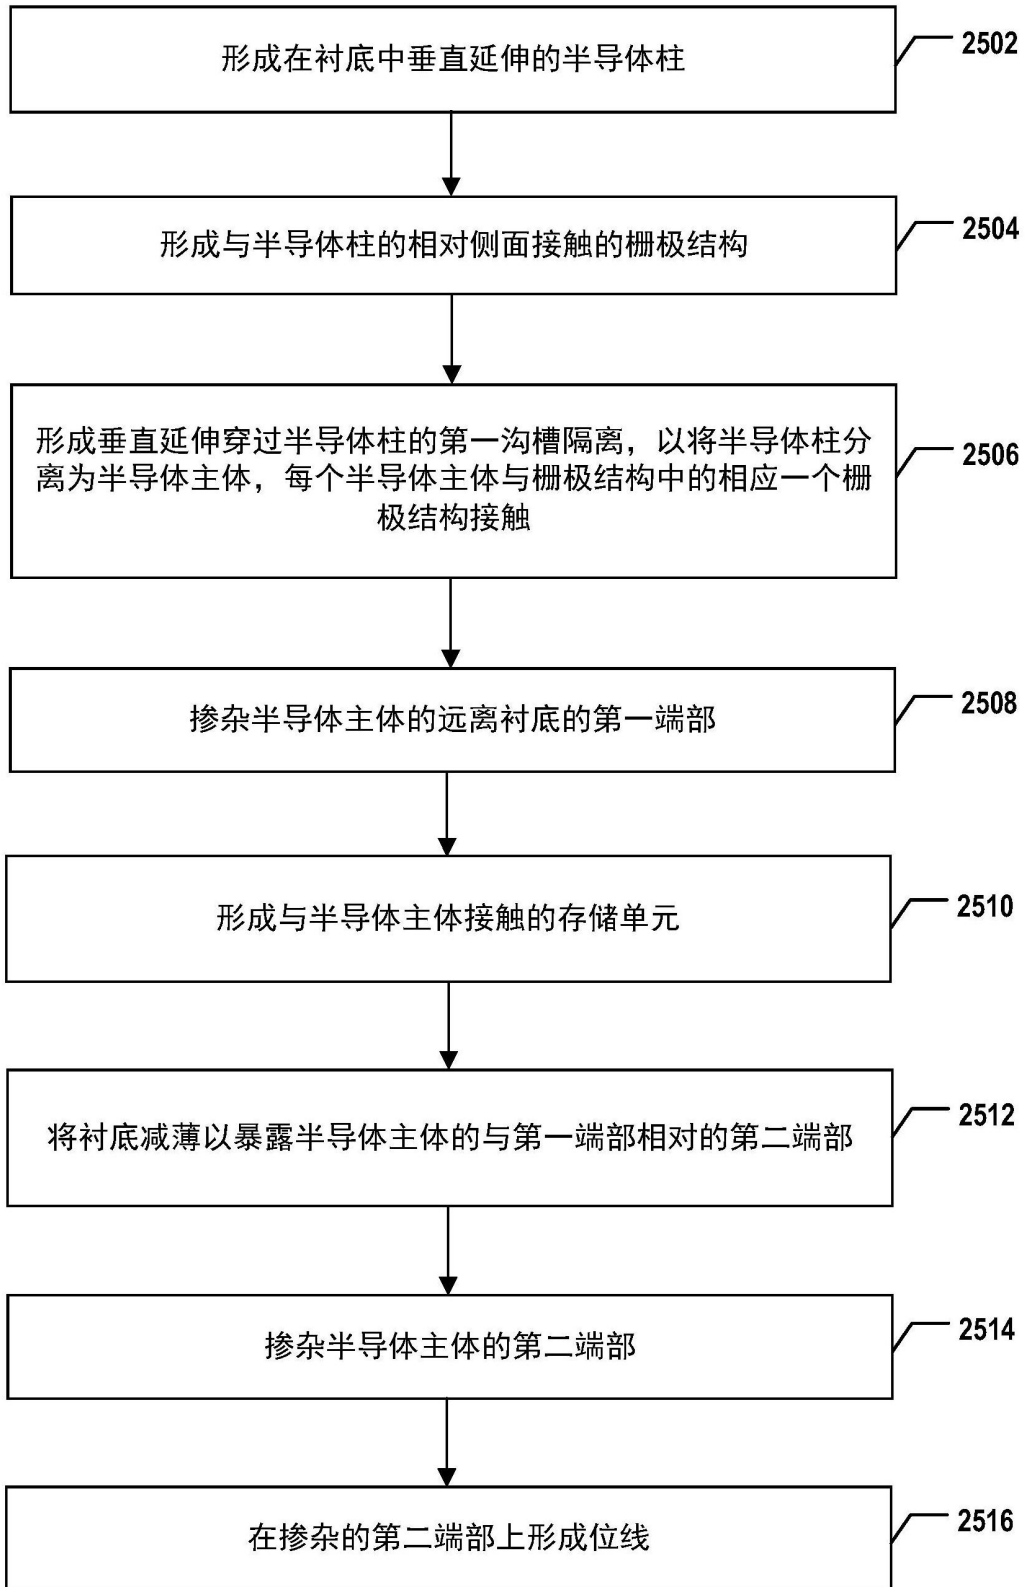 形成在衬底中垂直延伸的半导体柱
2502
形成与半导体柱的相对侧面接触的栅极结构
2504
形成垂直延伸穿过半导体柱的第一沟槽隔离，以将半导体柱分
离为半导体主体，每个半导体主体与栅极结构中的相应一个栅
极结构接触
2506
掺杂半导体主体的远离衬底的第一端部
2508
形成与半导体主体接触的存储单元
2510
将衬底减薄以暴露半导体主体的与第一端部相对的第二端部
2512
掺杂半导体主体的第二端部
2514
在掺杂的第二端部上形成位线
2516